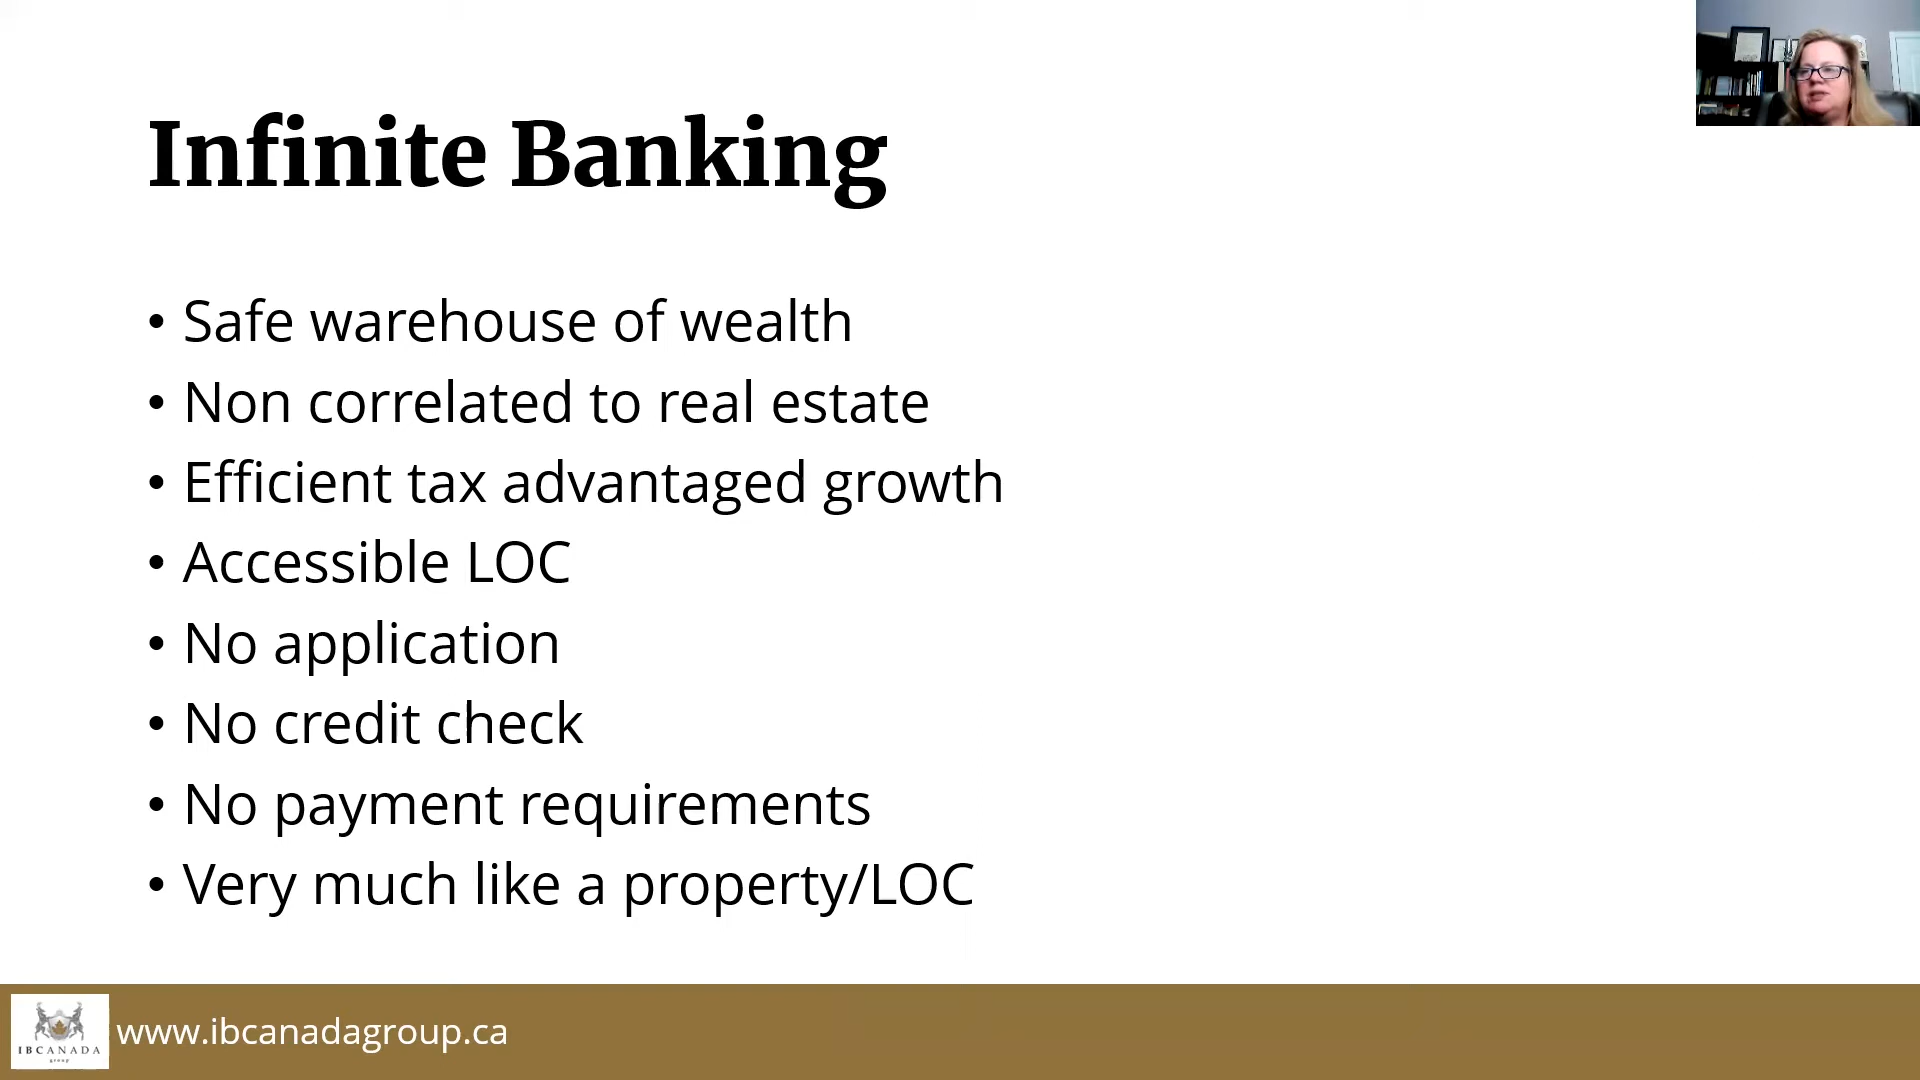 Infinite Banking
• Safe warehouse of wealth
• Non correlated to real estate
• Efficient tax advantaged growth
• Accessible LOC
• No application
• No credit check
• No payment requirements
• Very much like a property/LOC
IBCANADA
group
www.ibcanadagroup.ca